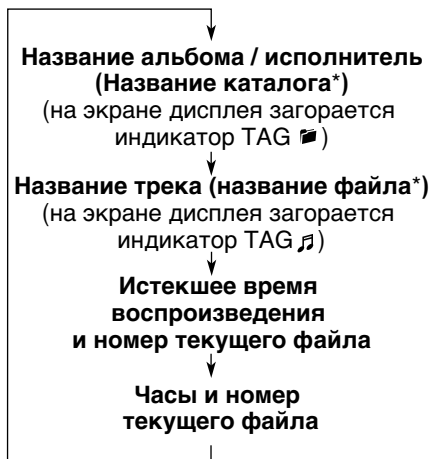 Название альбома / исполнитель
(Название каталога*)
(на экране дисплея загорается
индикатор TAG 📁)
Название трека (название файла*)
(на экране дисплея загорается
индикатор TAG ♫)
Истекшее время
воспроизведения
и номер текущего файла
Часы и номер
текущего файла